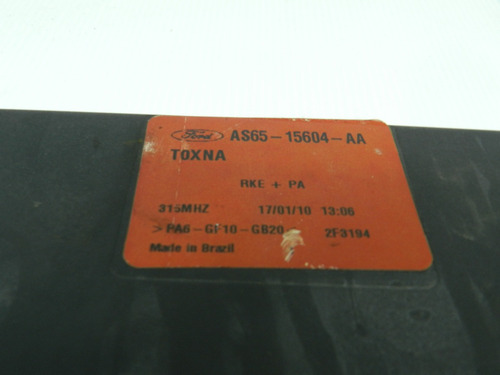 Ford AS65-15604-AA
TOXNA
RKE + PA
315MHZ 17/01/10 13:06
>PA6-GF10-GB20 2F3194
Made in Brazil